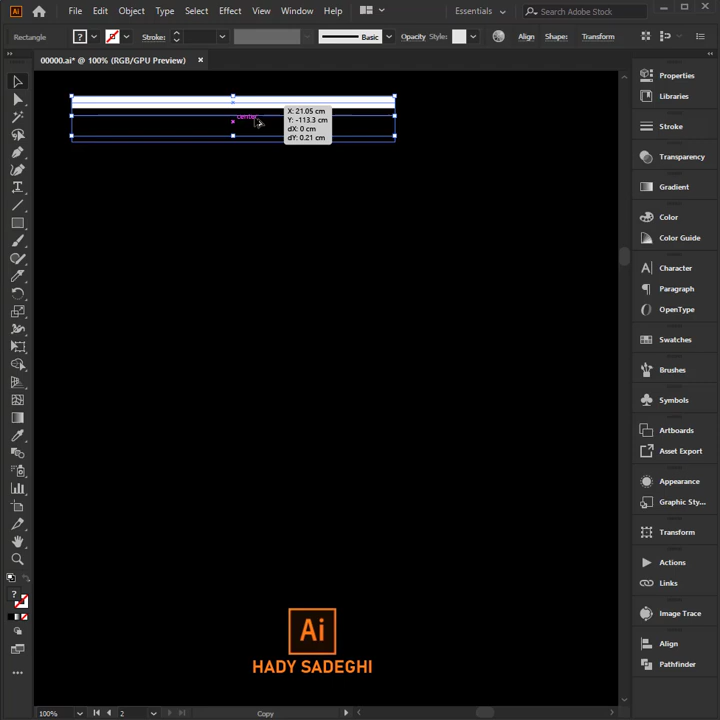 Ai
File Edit Object Type Select Effect View Window Help
Essentials
Search Adobe Stock
Rectangle
?
Stroke:
Basic
Opacity Style:
Align
Shape:
Transform
00000.ai* @ 100% (RGB/GPU Preview) ×
center
X: 21.05 cm
Y: -113.3 cm
dX: 0 cm
dY: 0.21 cm
Properties
Libraries
Stroke
Transparency
Gradient
Color
Color Guide
Character
Paragraph
OpenType
Swatches
Brushes
Symbols
Artboards
Asset Export
Appearance
Graphic Sty...
Transform
Actions
Links
Image Trace
Align
Pathfinder
?
Ai
HADY SADEGHI
100%
2
Copy